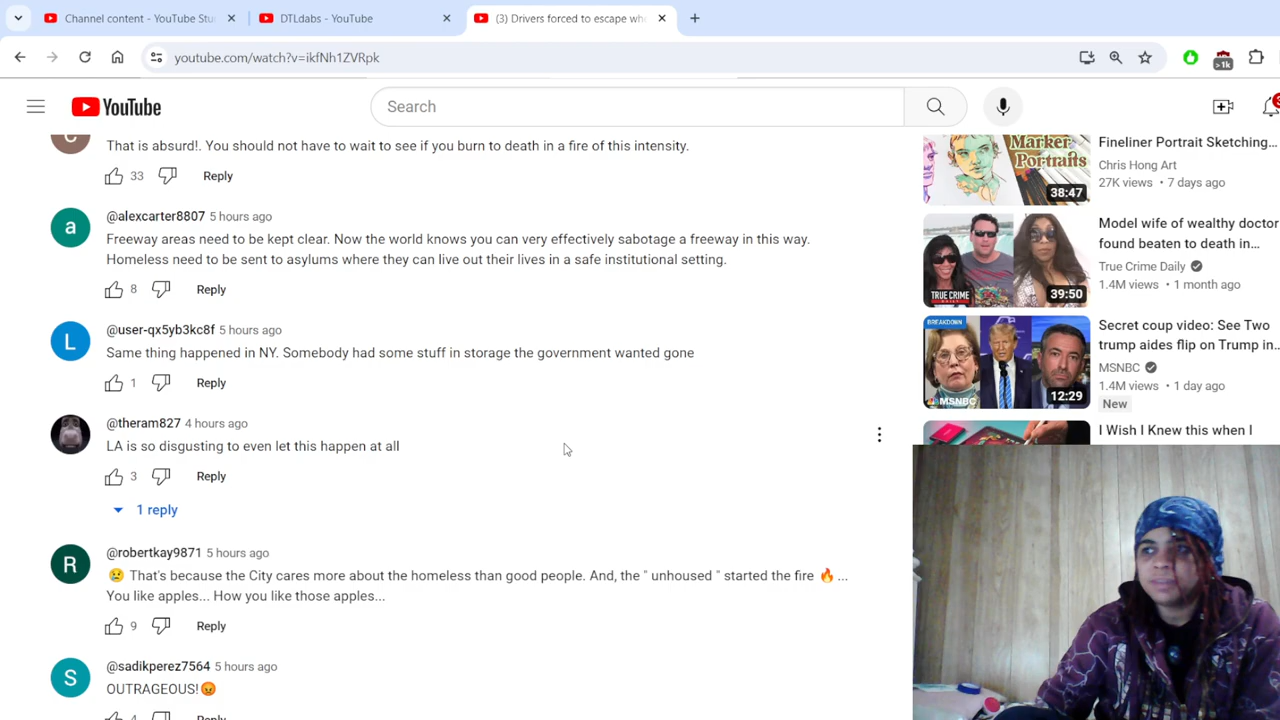 Channel content - YouTube Stu
DTLdabs - YouTube
(3) Drivers forced to escape whe
youtube.com/watch?v=ikfNh1ZVRpk
>1k
YouTube
Search
3
C
That is absurd!. You should not have to wait to see if you burn to death in a fire of this intensity.
33
Reply
a
@alexcarter8807 5 hours ago
Freeway areas need to be kept clear. Now the world knows you can very effectively sabotage a freeway in this way.
Homeless need to be sent to asylums where they can live out their lives in a safe institutional setting.
8
Reply
L
@user-qx5yb3kc8f 5 hours ago
Same thing happened in NY. Somebody had some stuff in storage the government wanted gone
1
Reply
@theram827 4 hours ago
LA is so disgusting to even let this happen at all
3
Reply
1 reply
R
@robertkay9871 5 hours ago
😢 That's because the City cares more about the homeless than good people. And, the " unhoused " started the fire 🔥...
You like apples... How you like those apples...
9
Reply
S
@sadikperez7564 5 hours ago
OUTRAGEOUS!😡
4
Reply
Marker
Portraits
38:47
Fineliner Portrait Sketching...
Chris Hong Art
27K views • 7 days ago
TRUE CRIME
DAILY
39:50
Model wife of wealthy doctor
found beaten to death in...
True Crime Daily
1.4M views • 1 month ago
BREAKDOWN
MSNBC
12:29
Secret coup video: See Two
trump aides flip on Trump in...
MSNBC
1.4M views • 1 day ago
New
I Wish I Knew this when I